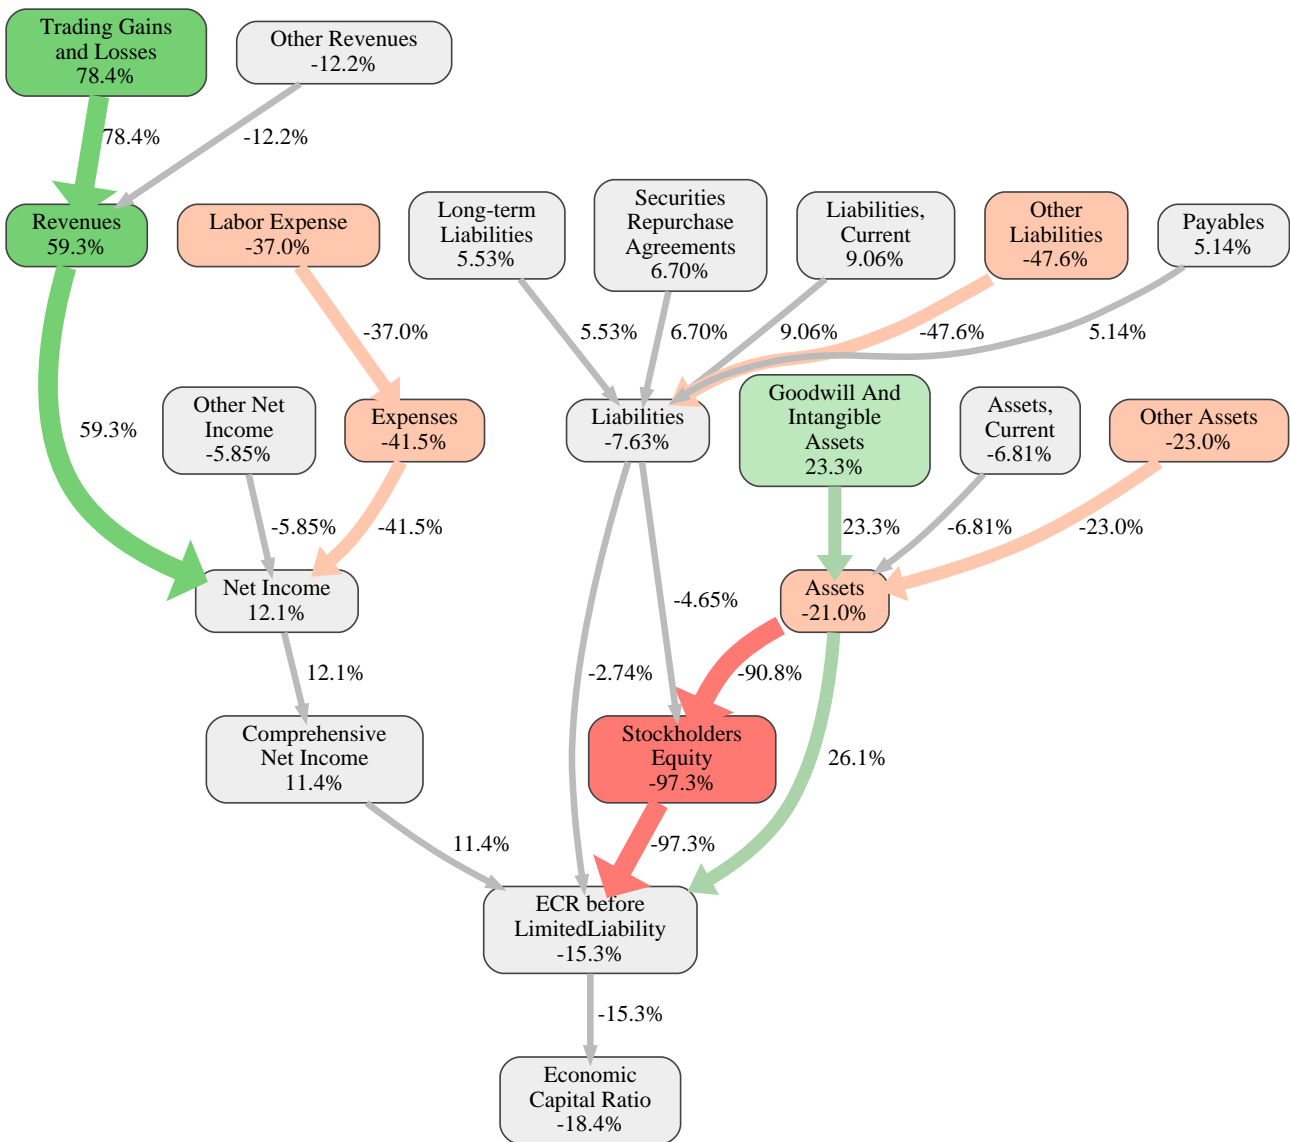 Trading Gains
and Losses
78.4%
Other Revenues
-12.2%
78.4%
-12.2%
Revenues
59.3%
Labor Expense
-37.0%
Long-term
Liabilities
5.53%
Securities
Repurchase
Agreements
6.70%
Liabilities,
Current
9.06%
Other
Liabilities
-47.6%
Payables
5.14%
-37.0%
5.53%
6.70%
9.06%
-47.6%
5.14%
59.3%
Other Net
Income
-5.85%
Expenses
-41.5%
Liabilities
-7.63%
Goodwill And
Intangible
Assets
23.3%
Assets,
Current
-6.81%
Other Assets
-23.0%
-5.85%
-41.5%
23.3%
-6.81%
-23.0%
Net Income
12.1%
-4.65%
Assets
-21.0%
12.1%
-2.74%
-90.8%
Comprehensive
Net Income
11.4%
Stockholders
Equity
-97.3%
26.1%
11.4%
-97.3%
ECR before
LimitedLiability
-15.3%
-15.3%
Economic
Capital Ratio
-18.4%